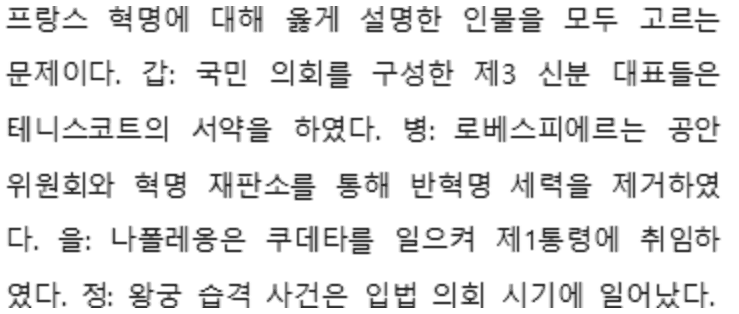 프랑스 혁명에 대해 옳게 설명한 인물을 모두 고르는
문제이다. 갑: 국민 의회를 구성한 제3 신분 대표들은
테니스코트의 서약을 하였다. 병: 로베스피에르는 공안
위원회와 혁명 재판소를 통해 반혁명 세력을 제거하였
다. 을: 나폴레옹은 쿠데타를 일으켜 제1통령에 취임하
였다. 정: 왕궁 습격 사건은 입법 의회 시기에 일어났다.